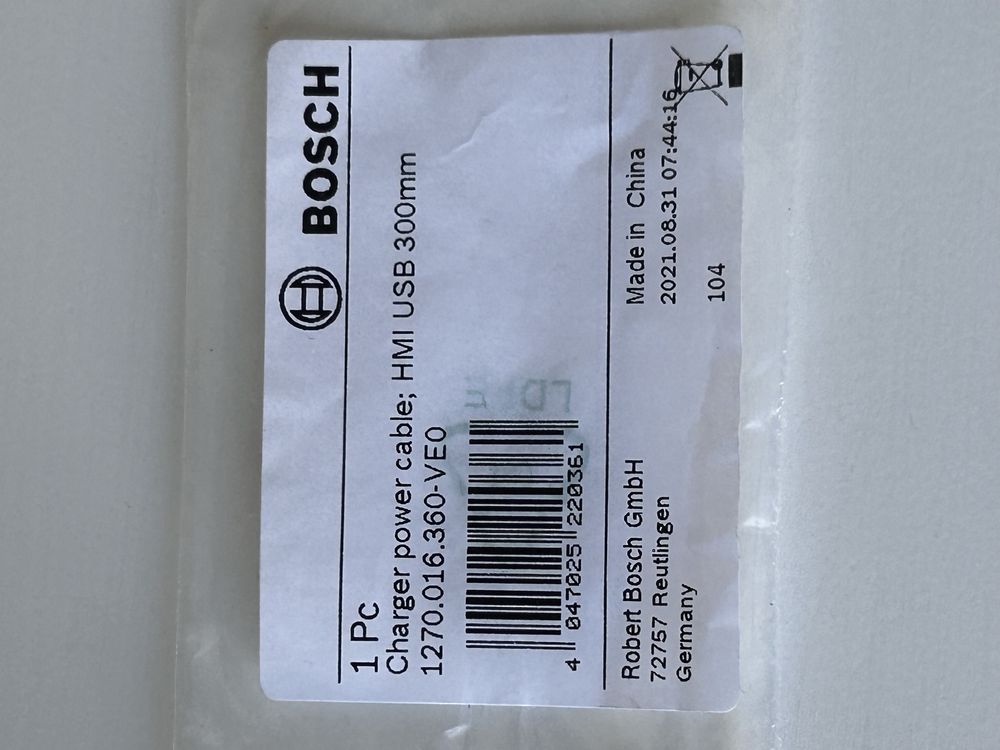 BOSCH
1 Pc
Charger power cable; HMI USB 300mm
1270.016.360-VE0
4 047025 220361
Robert Bosch GmbH
72757 Reutlingen
Germany
Made in China
2021.08.31 07:44:16
104